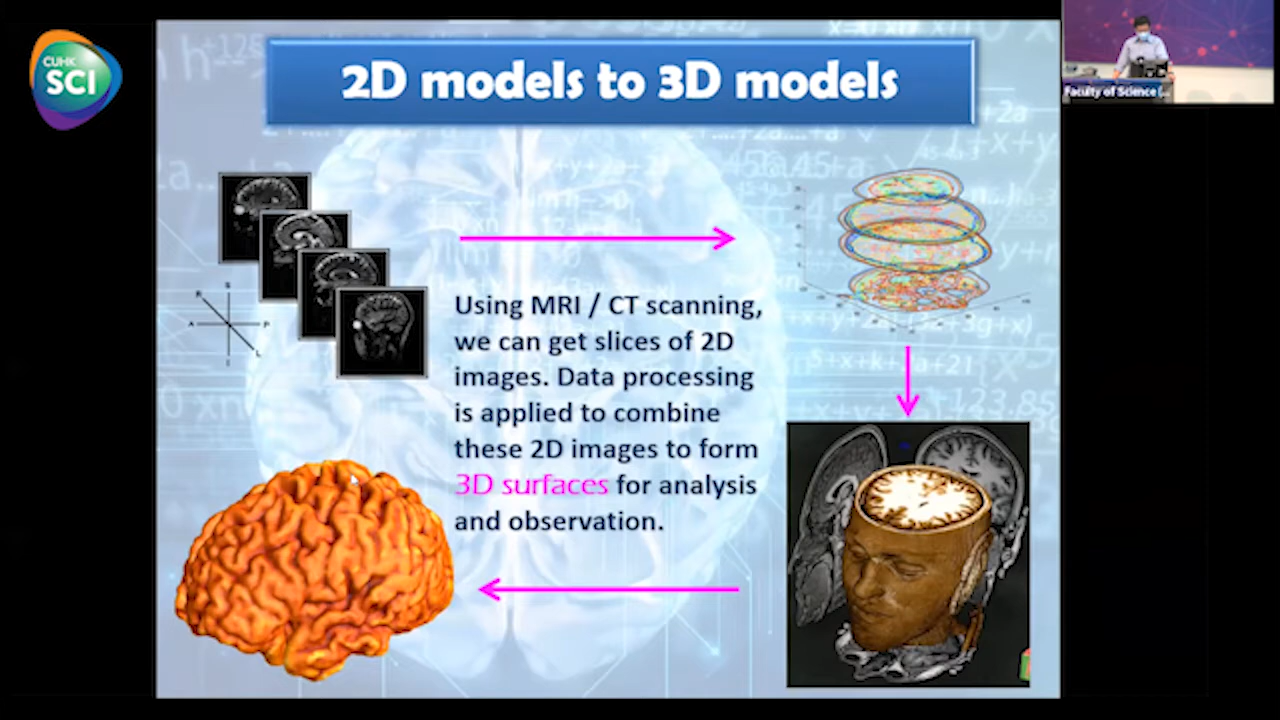 CUHK
SCI
2D models to 3D models
Faculty of Science (...
Using MRI / CT scanning,
we can get slices of 2D
images. Data processing
is applied to combine
these 2D images to form
3D surfaces for analysis
and observation.